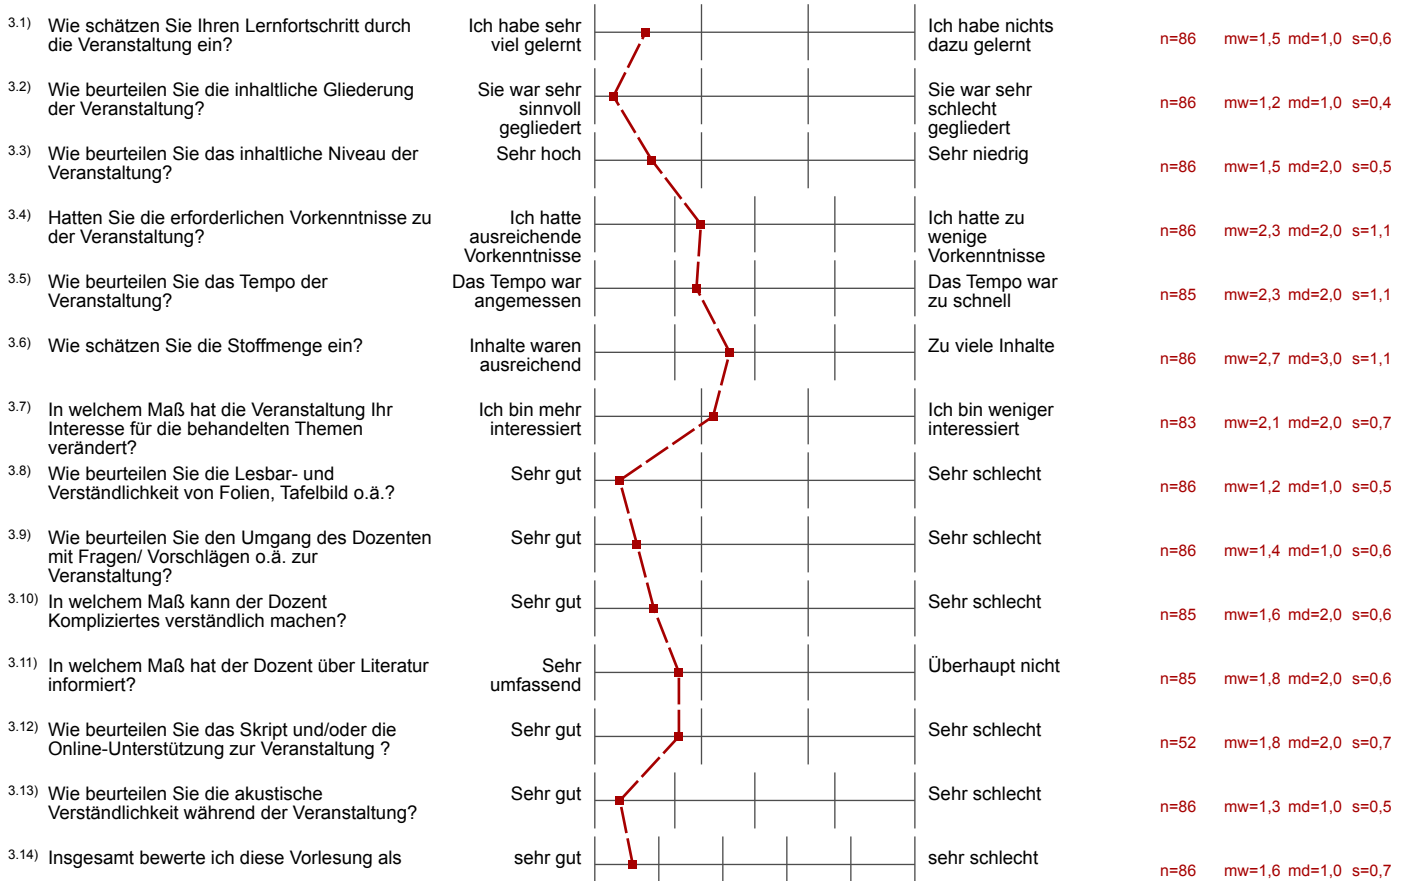 3.1) Wie schätzen Sie Ihren Lernfortschritt durch
die Veranstaltung ein?
Ich habe sehr
viel gelernt
Ich habe nichts
dazu gelernt
n=86 mw=1,5 md=1,0 s=0,6
3.2) Wie beurteilen Sie die inhaltliche Gliederung
der Veranstaltung?
Sie war sehr
sinnvoll
gegliedert
Sie war sehr
schlecht
gegliedert
n=86 mw=1,2 md=1,0 s=0,4
3.3) Wie beurteilen Sie das inhaltliche Niveau der
Veranstaltung?
Sehr hoch
Sehr niedrig
n=86 mw=1,5 md=2,0 s=0,5
3.4) Hatten Sie die erforderlichen Vorkenntnisse zu
der Veranstaltung?
Ich hatte
ausreichende
Vorkenntnisse
Ich hatte zu
wenige
Vorkenntnisse
n=86 mw=2,3 md=2,0 s=1,1
3.5) Wie beurteilen Sie das Tempo der
Veranstaltung?
Das Tempo war
angemessen
Das Tempo war
zu schnell
n=85 mw=2,3 md=2,0 s=1,1
3.6) Wie schätzen Sie die Stoffmenge ein?
Inhalte waren
ausreichend
Zu viele Inhalte
n=86 mw=2,7 md=3,0 s=1,1
3.7) In welchem Maß hat die Veranstaltung Ihr
Interesse für die behandelten Themen
verändert?
Ich bin mehr
interessiert
Ich bin weniger
interessiert
n=83 mw=2,1 md=2,0 s=0,7
3.8) Wie beurteilen Sie die Lesbar- und
Verständlichkeit von Folien, Tafelbild o.ä.?
Sehr gut
Sehr schlecht
n=86 mw=1,2 md=1,0 s=0,5
3.9) Wie beurteilen Sie den Umgang des Dozenten
mit Fragen/ Vorschlägen o.ä. zur
Veranstaltung?
Sehr gut
Sehr schlecht
n=86 mw=1,4 md=1,0 s=0,6
3.10) In welchem Maß kann der Dozent
Kompliziertes verständlich machen?
Sehr gut
Sehr schlecht
n=85 mw=1,6 md=2,0 s=0,6
3.11) In welchem Maß hat der Dozent über Literatur
informiert?
Sehr
umfassend
Überhaupt nicht
n=85 mw=1,8 md=2,0 s=0,6
3.12) Wie beurteilen Sie das Skript und/oder die
Online-Unterstützung zur Veranstaltung ?
Sehr gut
Sehr schlecht
n=52 mw=1,8 md=2,0 s=0,7
3.13) Wie beurteilen Sie die akustische
Verständlichkeit während der Veranstaltung?
Sehr gut
Sehr schlecht
n=86 mw=1,3 md=1,0 s=0,5
3.14) Insgesamt bewerte ich diese Vorlesung als
sehr gut
sehr schlecht
n=86 mw=1,6 md=1,0 s=0,7